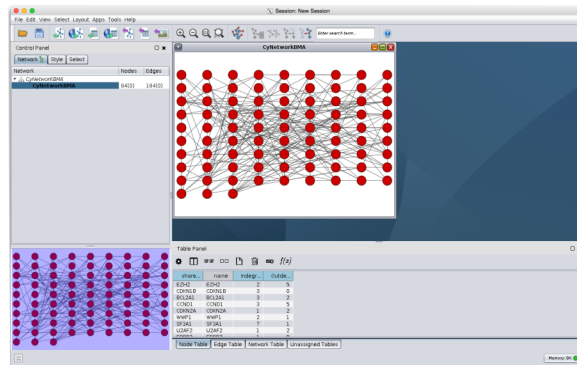 Session: New Session
File Edit View Select Layout Apps Tools Help
Enter search term...
Control Panel
Network Style Select
Network Nodes Edges
CyNetworkBMA
CyNetworkBMA 84(0) 184(0)
CyNetworkBMA
Table Panel
f(x)
share... name Indegr... Outde...
EZH2 EZH2 2 5
CDKN1B CDKN1B 3 0
BCL2A1 BCL2A1 3 2
CCND1 CCND1 3 5
CDKN2A CDKN2A 1 2
WWP1 WWP1 2 1
SF3A1 SF3A1 7 1
U2AF2 U2AF2 1 2
Node Table Edge Table Network Table Unassigned Tables
Memory: OK